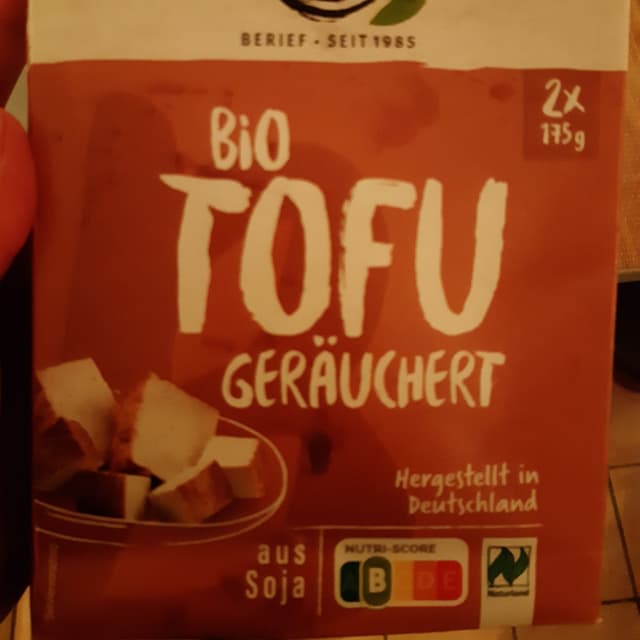 BERIEF - SEIT 1985
2x
175g
BiO
TOFU
GERÄUCHERT
Hergestellt in
Deutschland
aus
Soja
NUTRI-SCORE
B D E
Naturland